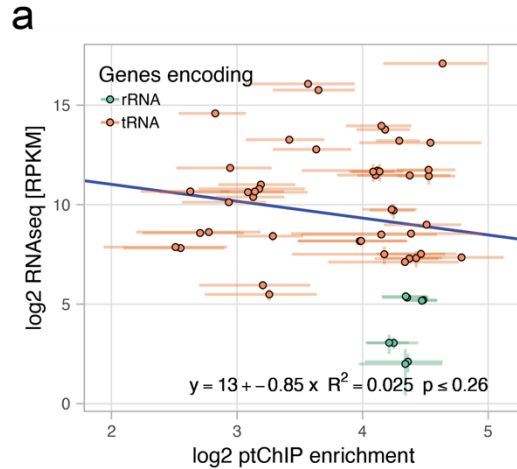 a
Genes encoding
rRNA
tRNA
15
10
5
0
log2 RNAseq [RPKM]
y = 13 + −0.85 x R² = 0.025 p ≤ 0.26
2 3 4 5
log2 ptChIP enrichment